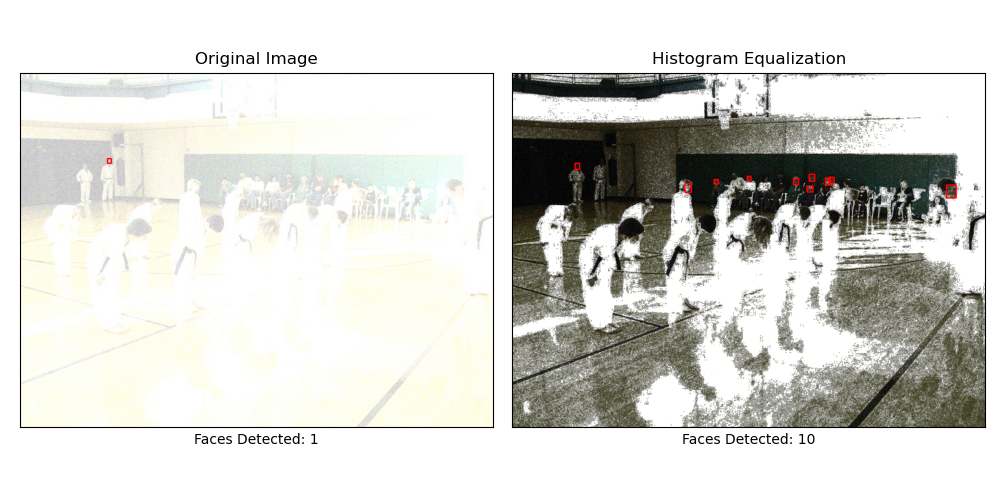 Original Image
Histogram Equalization
Faces Detected: 1
Faces Detected: 10